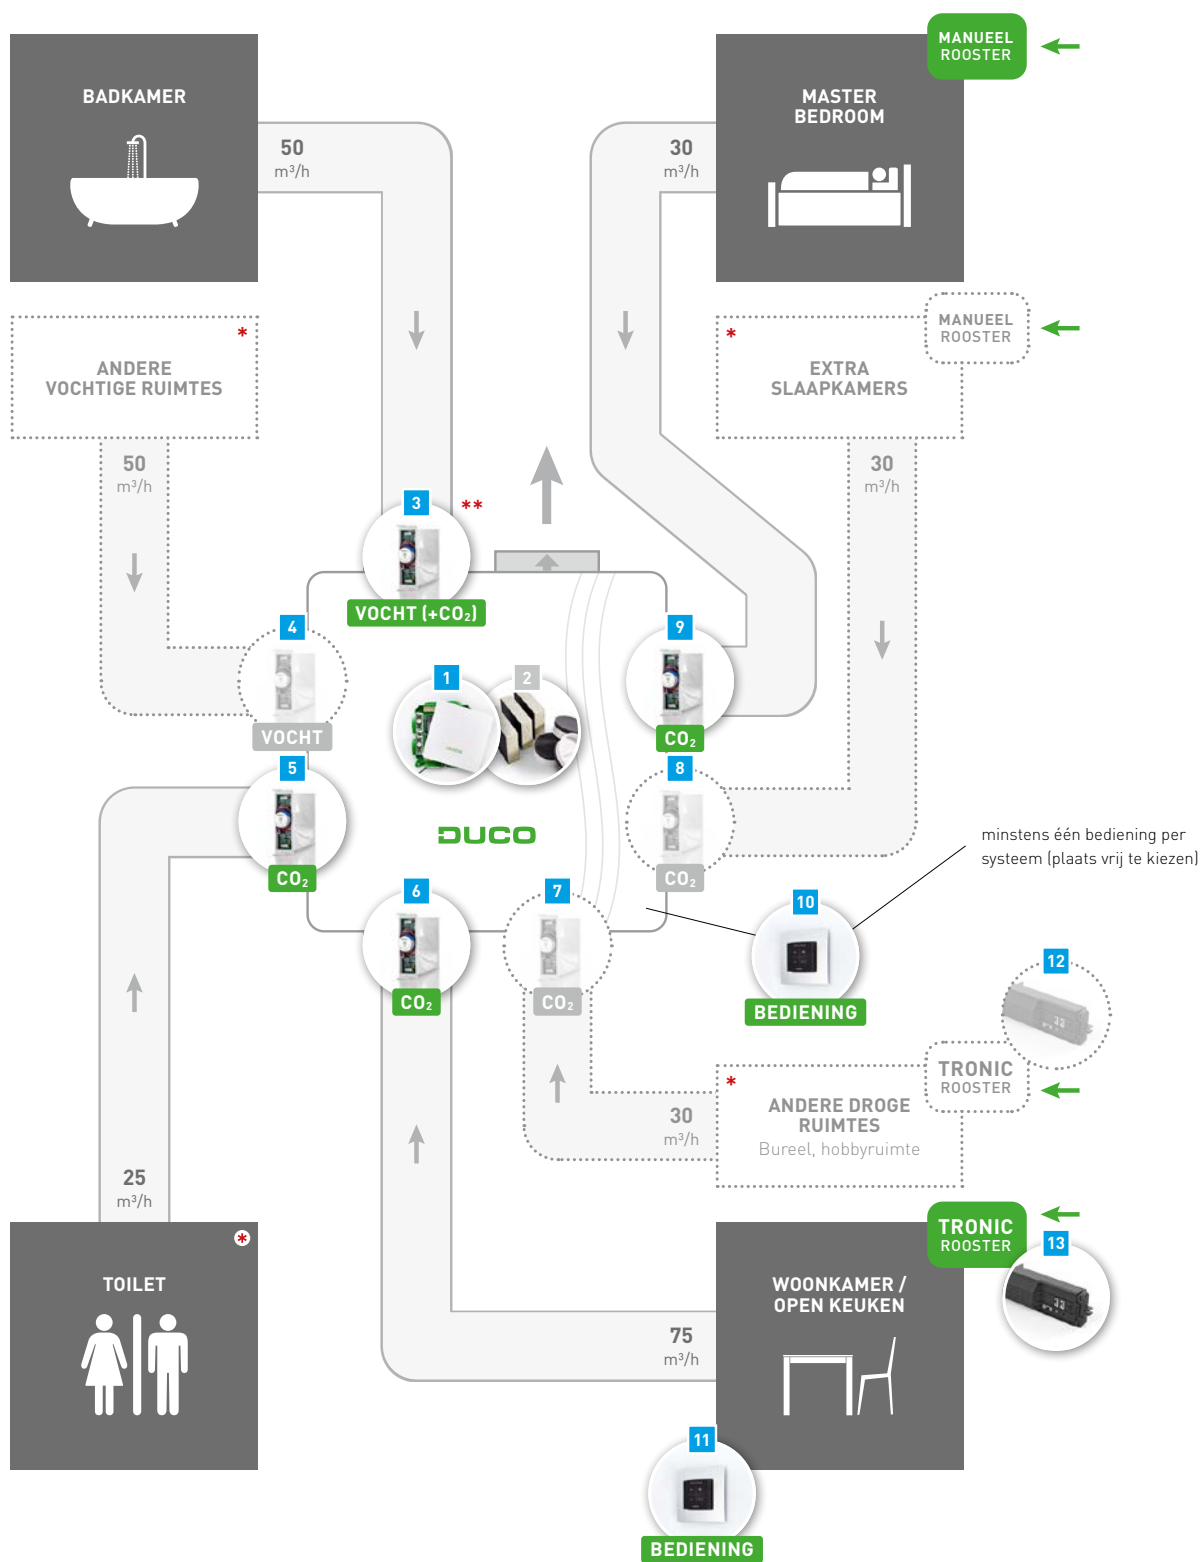 MANUEEL
ROOSTER
BADKAMER
MASTER
BEDROOM
50
m³/h
30
m³/h
*
ANDERE
VOCHTIGE RUIMTES
*
MANUEEL
ROOSTER
EXTRA
SLAAPKAMERS
50
m³/h
30
m³/h
3
**
VOCHT (+CO₂)
4
VOCHT
9
CO₂
1
2
5
CO₂
8
CO₂
DUCO
minstens één bediening per
systeem (plaats vrij te kiezen)
6
CO₂
7
CO₂
10
BEDIENING
12
TRONIC
ROOSTER
*
ANDERE DROGE
RUIMTES
Bureel, hobbyruimte
30
m³/h
25
m³/h
*
TOILET
TRONIC
ROOSTER
13
WOONKAMER /
OPEN KEUKEN
75
m³/h
11
BEDIENING